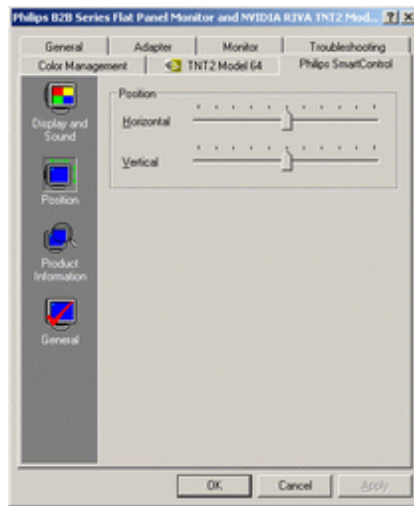 Philips B2B Series Flat Panel Monitor and NVIDIA RIVA TNT2 Mod...
General Adapter Monitor Troubleshooting
Color Management TNT2 Model 64 Philips SmartControl
Position
Horizontal
Vertical
Display and
Sound
Position
Product
Information
General
OK Cancel Apply